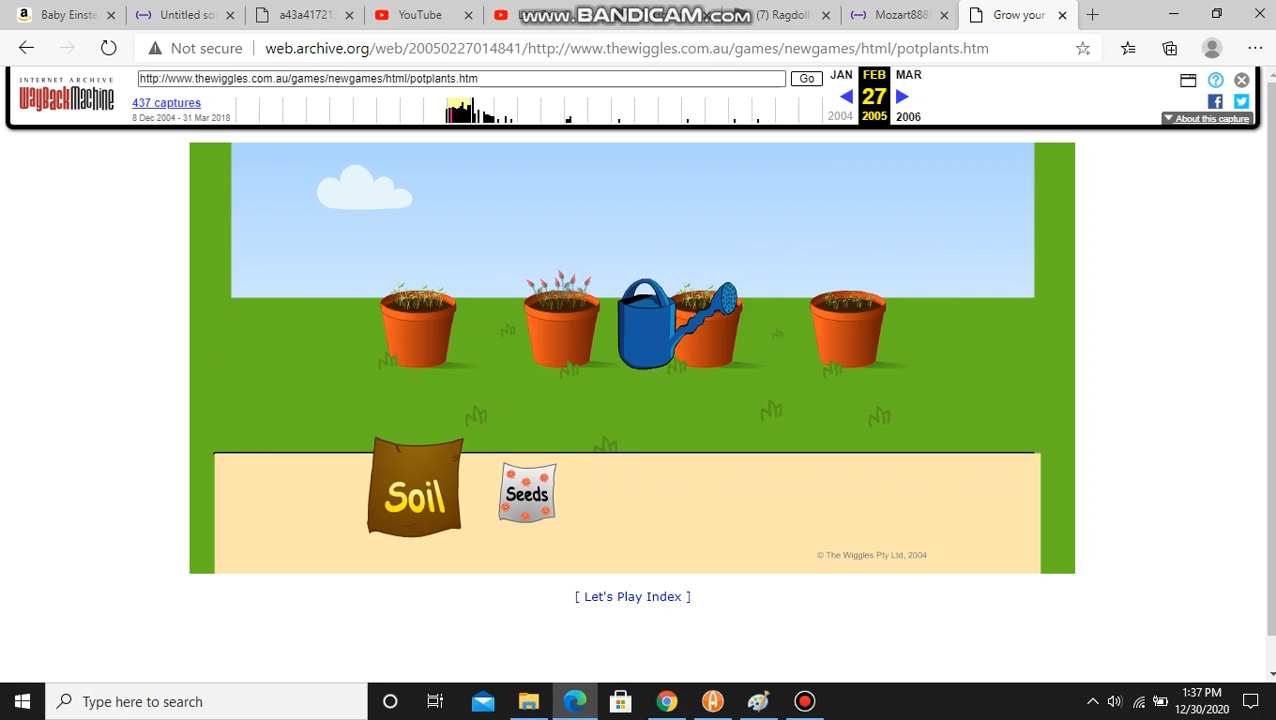 Baby Einste
Untitled so
a43a41721
YouTube
www.BANDICAM.com
(7) Ragdoll
Mozart888
Grow your
Not secure
web.archive.org/web/20050227014841/http://www.thewiggles.com.au/games/newgames/html/potplants.htm
INTERNET ARCHIVE
WayBackMachine
http://www.thewiggles.com.au/games/newgames/html/potplants.htm
Go
JAN
FEB
MAR
437 captures
27
8 Dec 2004 - 31 Mar 2018
2004
2005
2006
About this capture
Soil
Seeds
© The Wiggles Pty Ltd, 2004
[ Let's Play Index ]
Type here to search
1:37 PM
12/30/2020